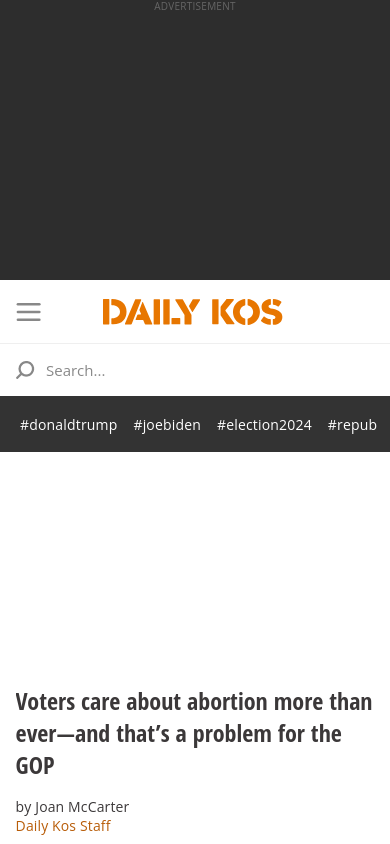 ADVERTISEMENT
DAILY KOS
Search...
#donaldtrump #joebiden #election2024 #repub
Voters care about abortion more than
ever—and that’s a problem for the
GOP
by Joan McCarter
Daily Kos Staff